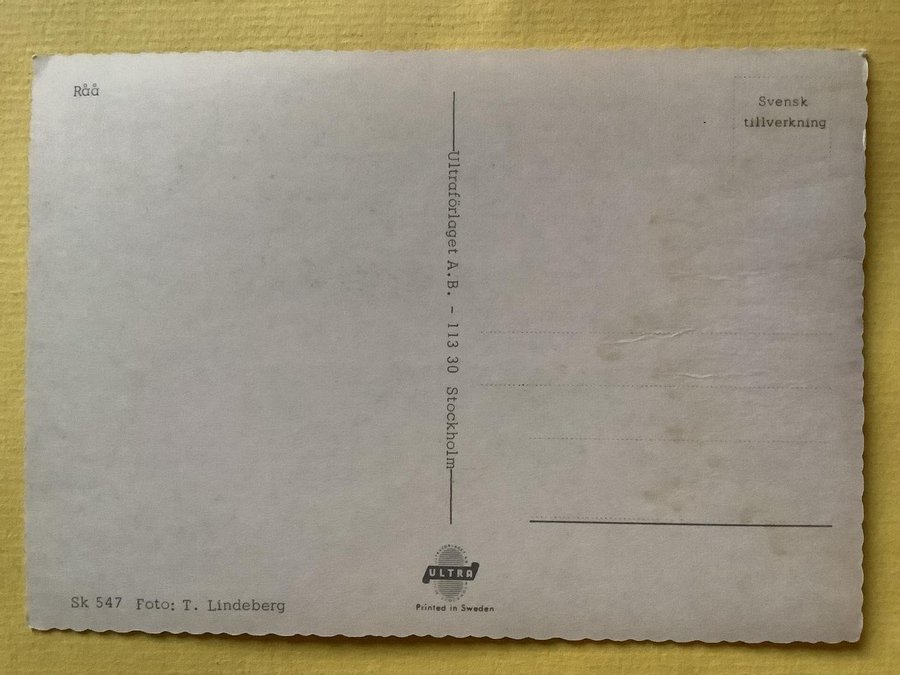 Råå
Svensk
tillverkning
Ultraförlaget A.B. - 113 30 Stockholm
ULTRA
Printed in Sweden
Sk 547 Foto: T. Lindeberg